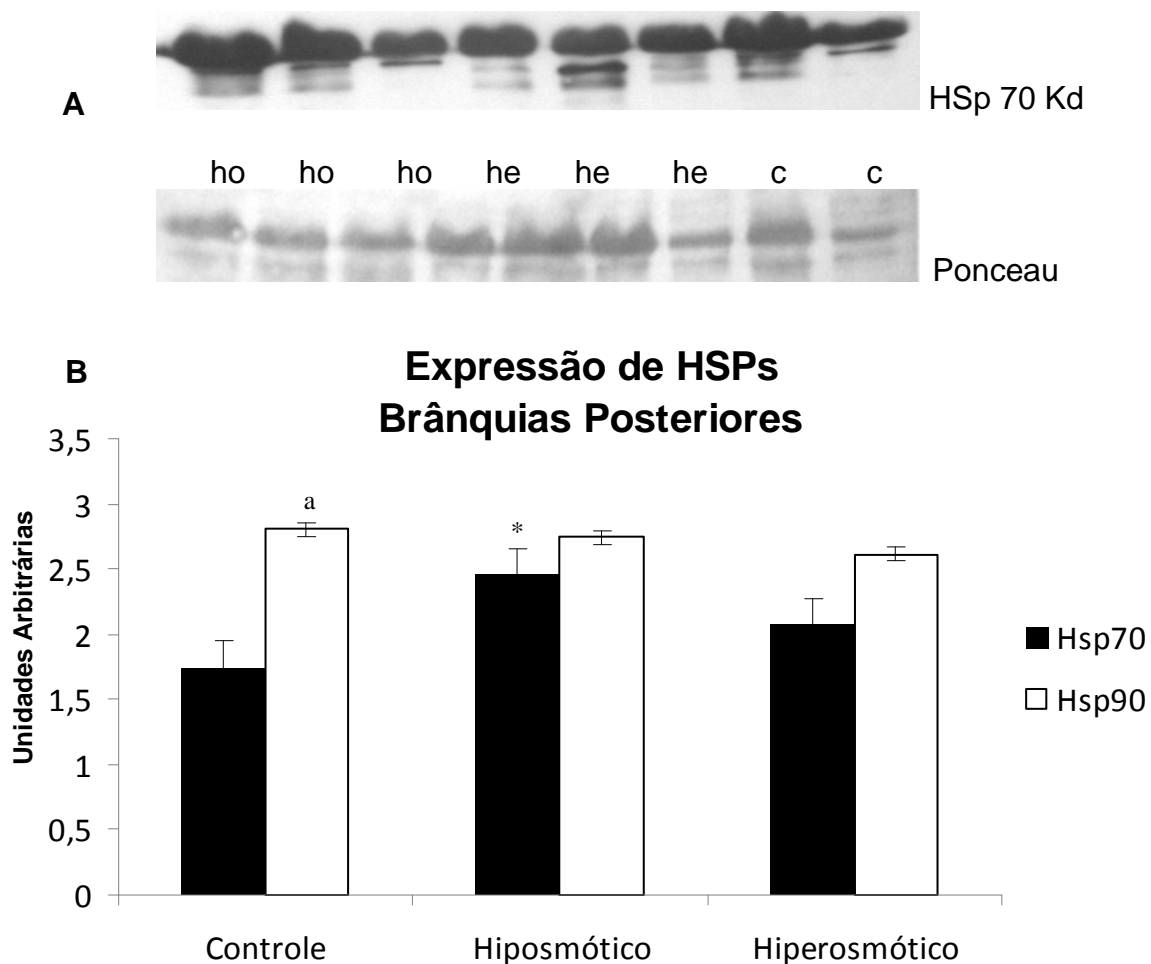 A
HSp 70 Kd
ho ho ho he he he c c
Ponceau
B
Expressão de HSPs
Brânquias Posteriores
Unidades Arbitrárias
3,5
3
2,5
2
1,5
1
0,5
0
a
*
Hsp70
Hsp90
Controle Hiposmótico Hiperosmótico